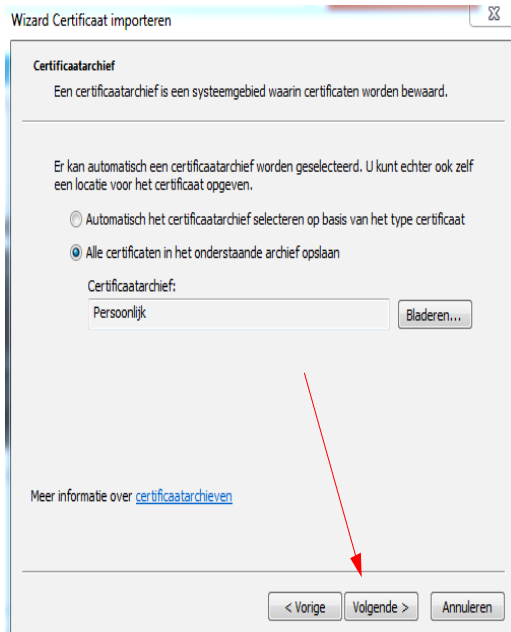 Wizard Certificaat importeren
Certificaatarchief
Een certificaatarchief is een systeemgebied waarin certificaten worden bewaard.
Er kan automatisch een certificaatarchief worden geselecteerd. U kunt echter ook zelf
een locatie voor het certificaat opgeven.
Automatisch het certificaatarchief selecteren op basis van het type certificaat
Alle certificaten in het onderstaande archief opslaan
Certificaatarchief:
Persoonlijk
Bladeren...
Meer informatie over certificaatarchieven
< Vorige
Volgende >
Annuleren